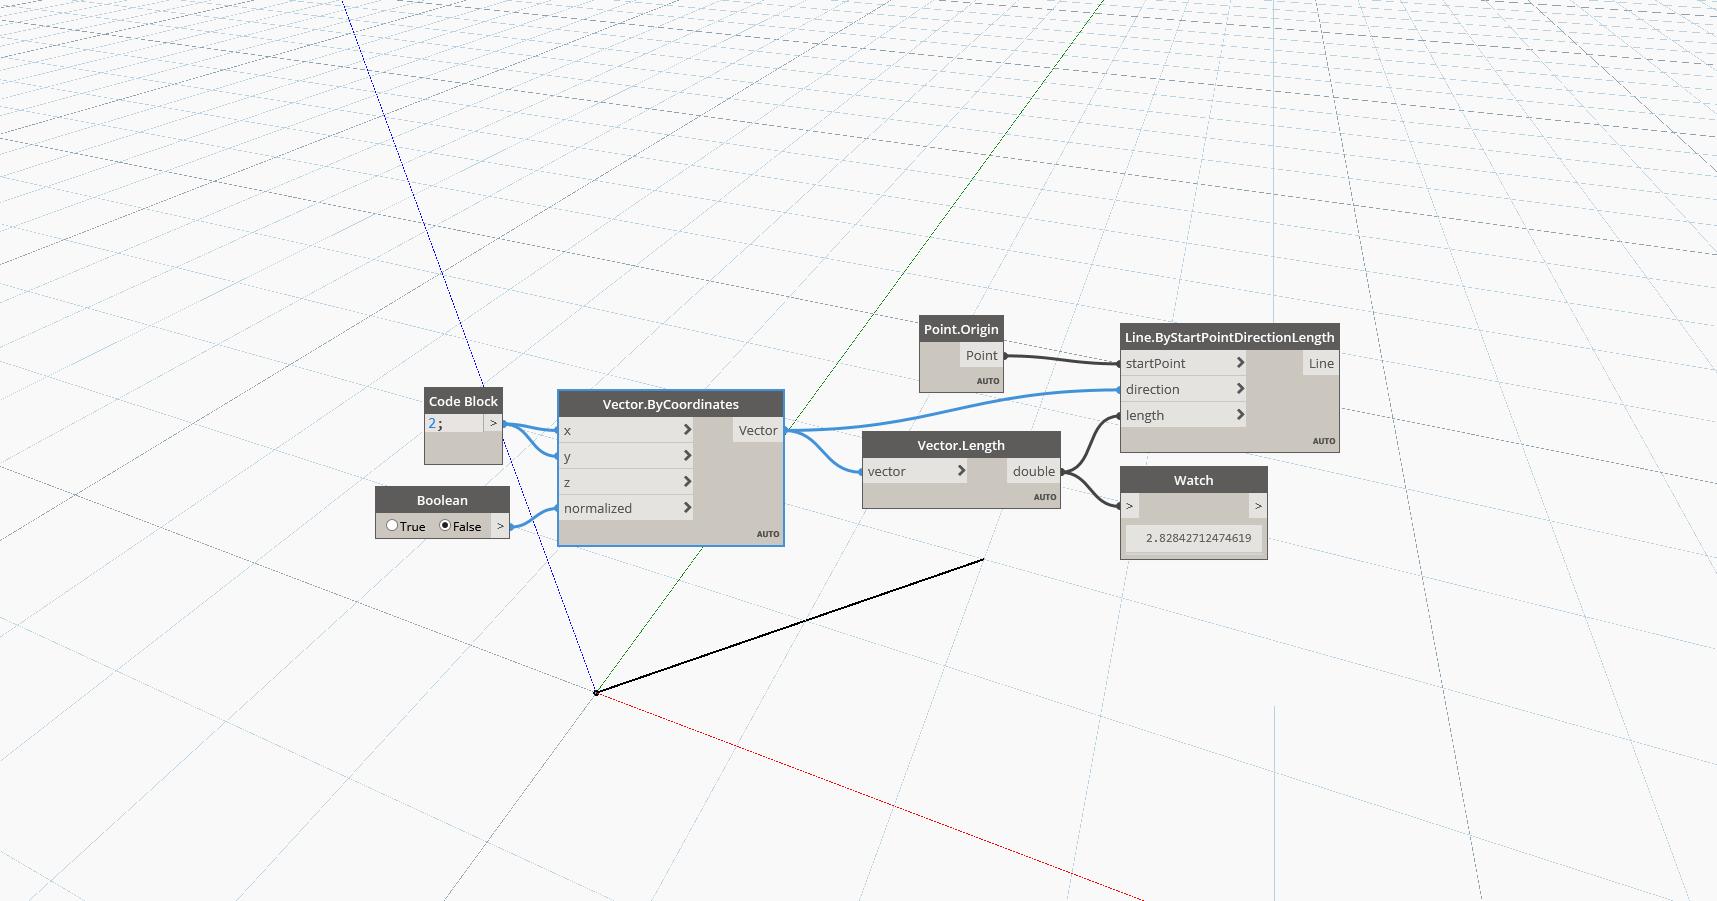 Point.Origin
Point
AUTO
Line.ByStartPointDirectionLength
startPoint > Line
direction >
length >
AUTO
Code Block
2; >
Vector.ByCoordinates
x > Vector
y >
z >
normalized >
AUTO
Vector.Length
vector > double
AUTO
Boolean
True False >
Watch
> >
2.82842712474619